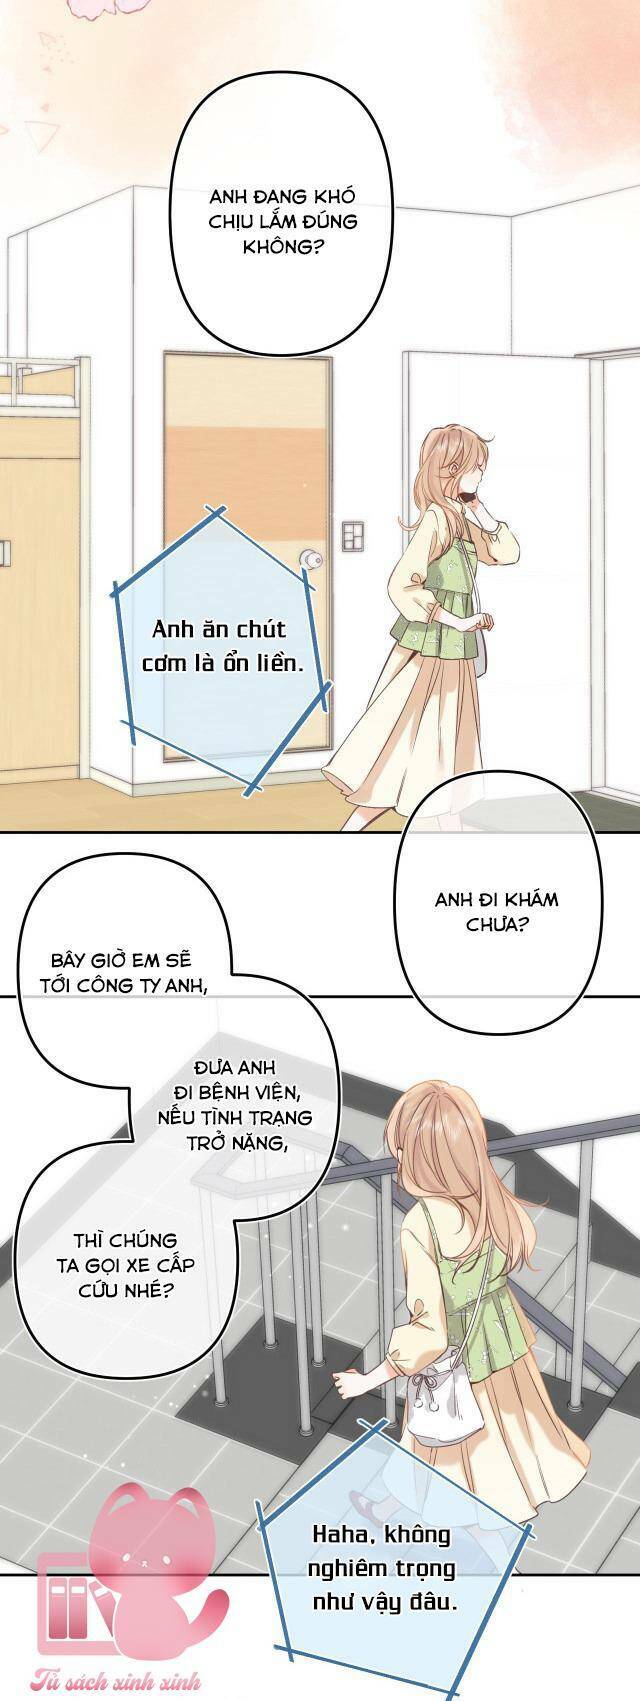 ANH ĐANG KHÓ
CHỊU LẮM ĐÚNG
KHÔNG?
Anh ăn chút
cơm là ổn liền.
ANH ĐI KHÁM
CHƯA?
BÂY GIỜ EM SẼ
TỚI CÔNG TY ANH,
ĐƯA ANH
ĐI BỆNH VIỆN,
NẾU TÌNH TRẠNG
TRỞ NẶNG,
THÌ CHÚNG
TA GỌI XE CẤP
CỨU NHÉ?
Haha, không
nghiêm trọng
như vậy đâu.
Tủ sách xinh xinh